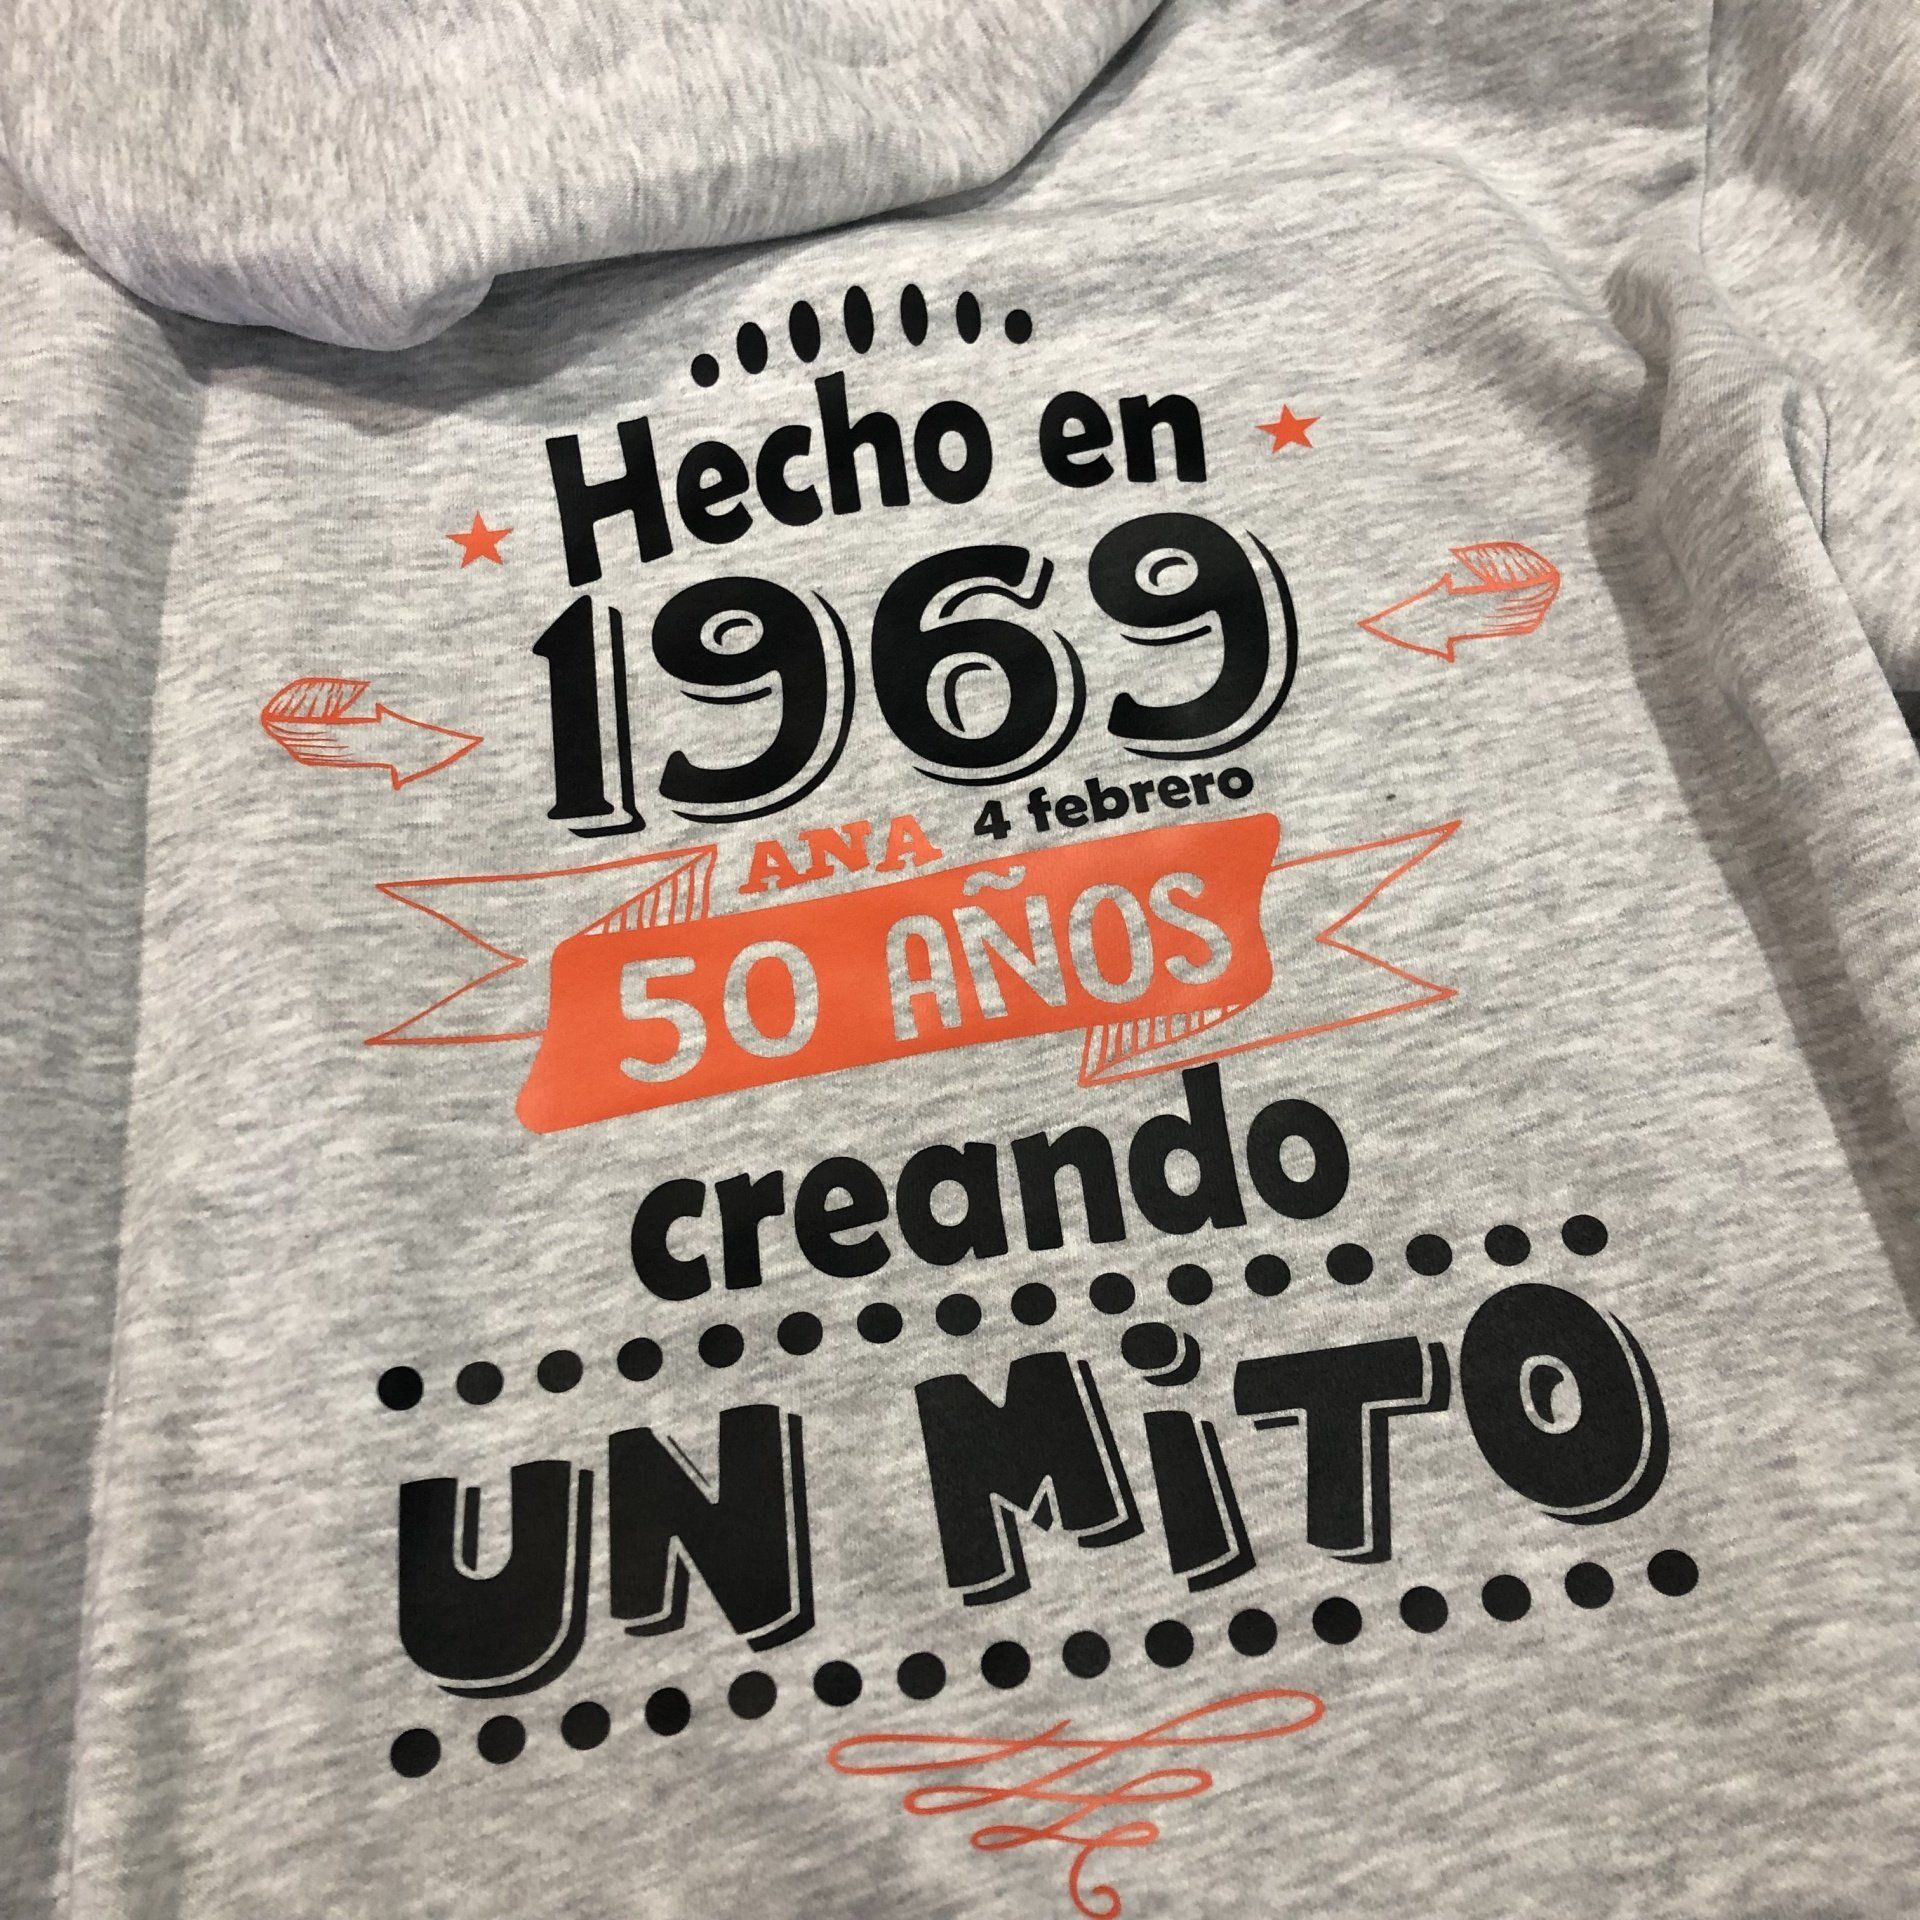 Hecho en
1969
4 febrero
ANA
50 AÑOS
creando
UN MiTO